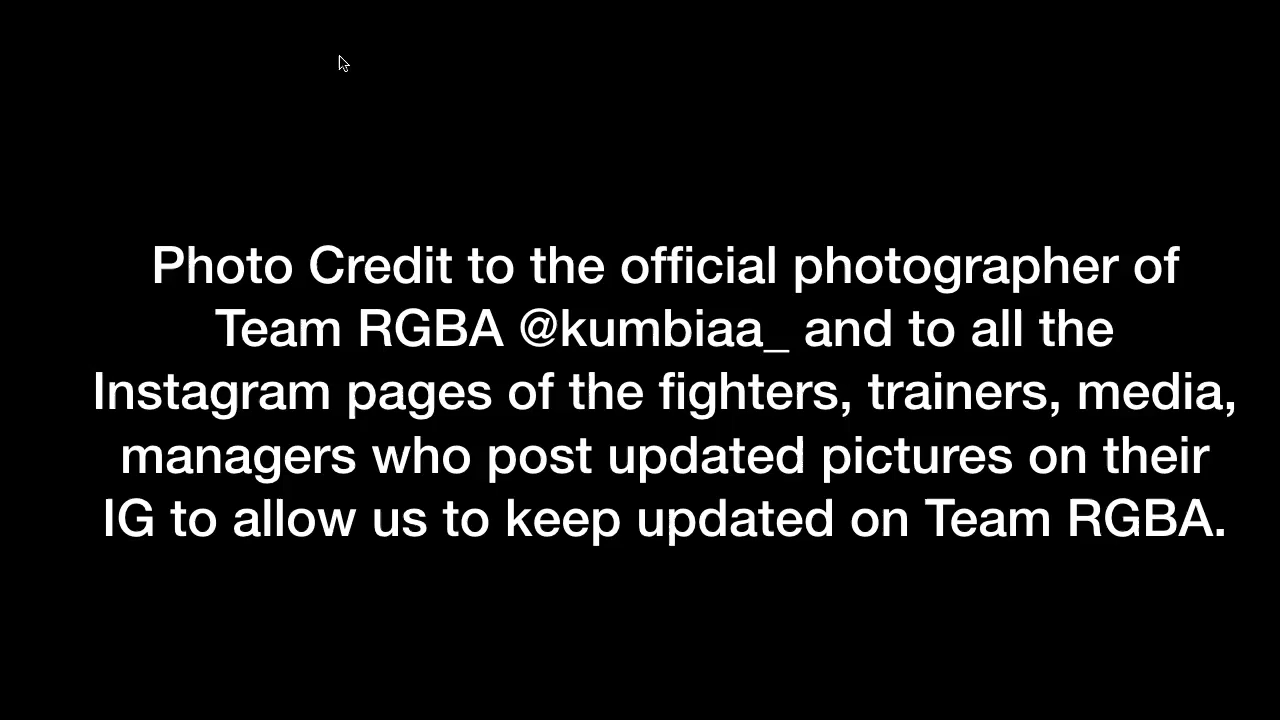 Photo Credit to the official photographer of
Team RGBA @kumbiaa_ and to all the
Instagram pages of the fighters, trainers, media,
managers who post updated pictures on their
IG to allow us to keep updated on Team RGBA.